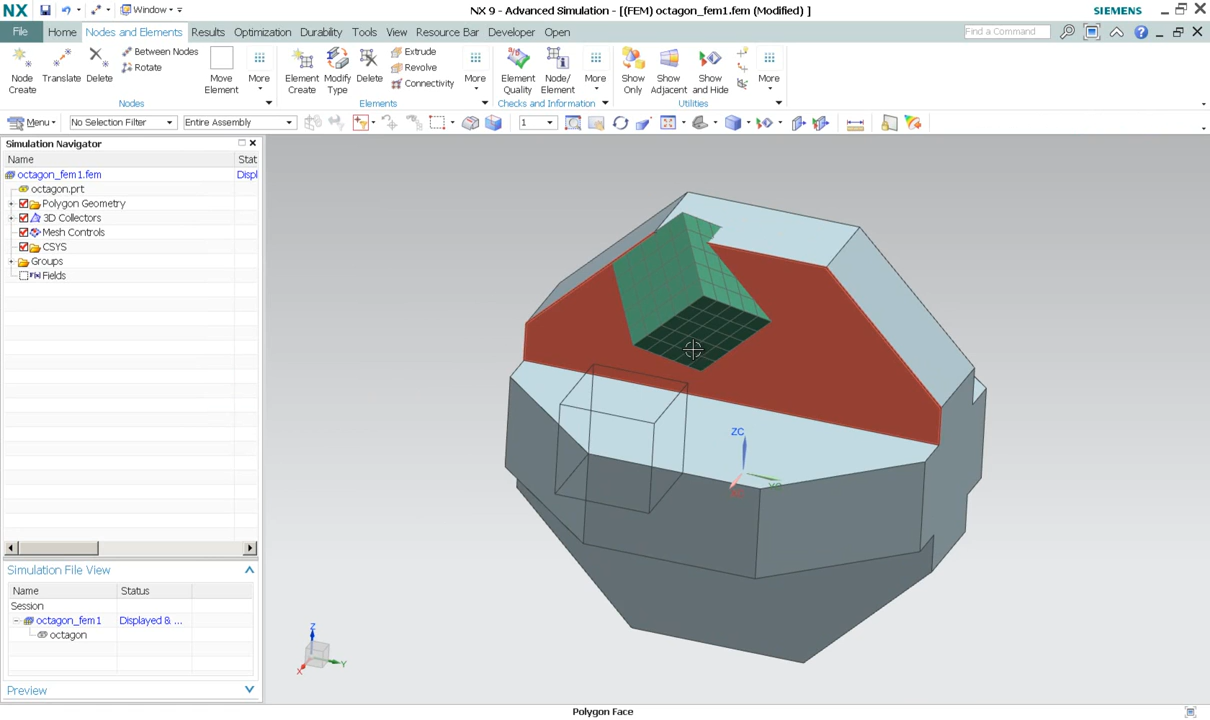 NX
Window
NX 9 - Advanced Simulation - [(FEM) octagon_fem1.fem (Modified) ]
SIEMENS
File
Home
Nodes and Elements
Results
Optimization
Durability
Tools
View
Resource Bar
Developer
Open
Find a Command
Node
Create
Translate
Delete
Between Nodes
Rotate
Move
Element
More
Element
Create
Modify
Type
Delete
Extrude
Revolve
Connectivity
More
Element
Quality
Node/
Element
More
Show
Only
Show
Adjacent
Show
and Hide
More
Nodes
Elements
Checks and Information
Utilities
Menu
No Selection Filter
Entire Assembly
1
Simulation Navigator
Name
Stat
octagon_fem1.fem
Displ
octagon.prt
Polygon Geometry
3D Collectors
Mesh Controls
CSYS
Groups
Fields
ZC
Simulation File View
Name
Status
Session
octagon_fem1
Displayed & ...
octagon
Preview
Z
X
Y
Polygon Face